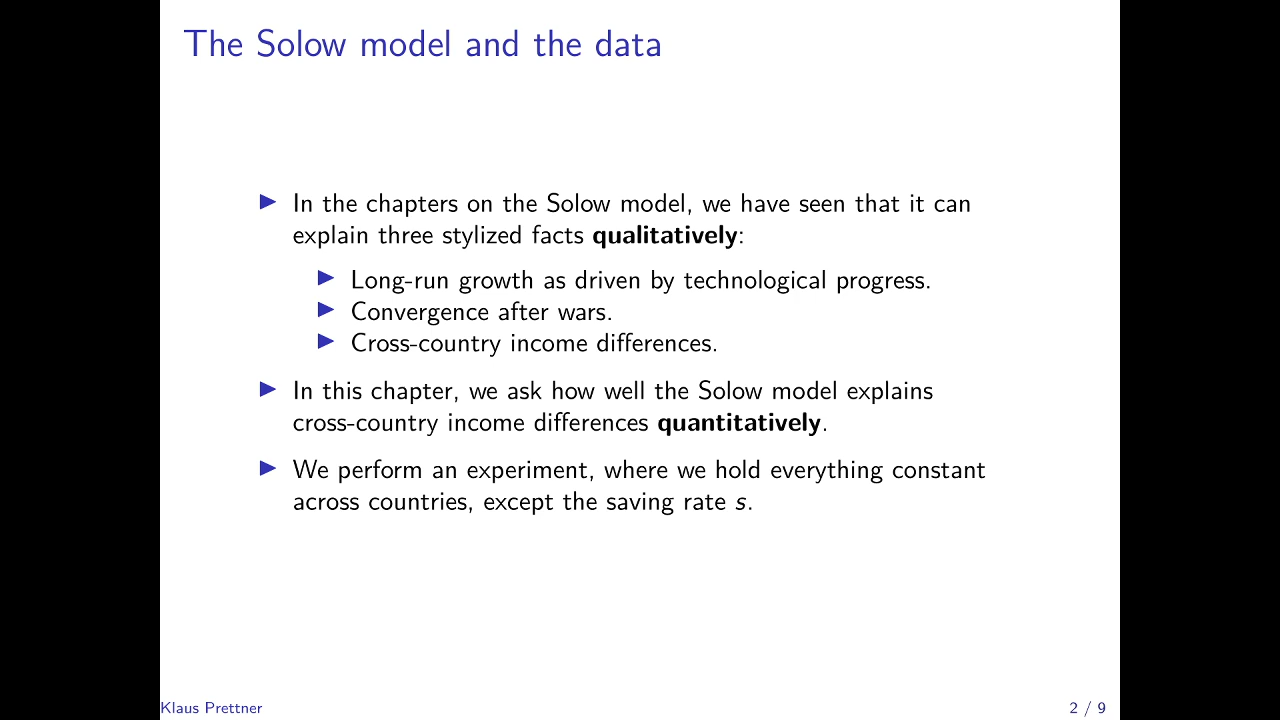 The Solow model and the data
▶ In the chapters on the Solow model, we have seen that it can
explain three stylized facts qualitatively:
▶ Long-run growth as driven by technological progress.
▶ Convergence after wars.
▶ Cross-country income differences.
▶ In this chapter, we ask how well the Solow model explains
cross-country income differences quantitatively.
▶ We perform an experiment, where we hold everything constant
across countries, except the saving rate s.
Klaus Prettner 2 / 9